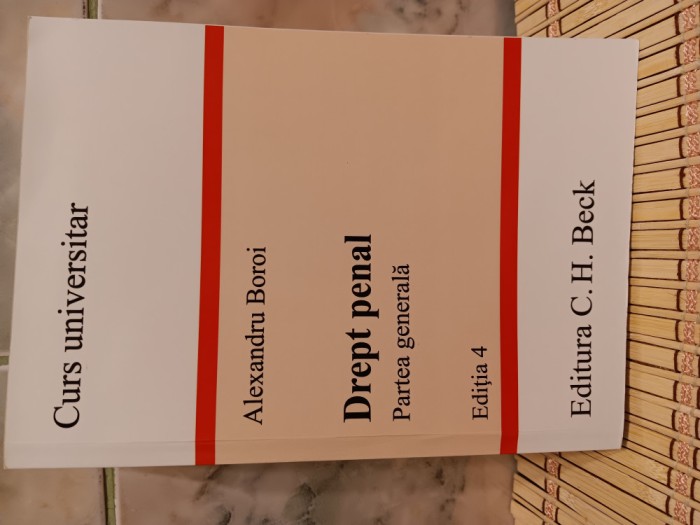 Curs universitar
Alexandru Boroi
Drept penal
Partea generală
Ediția 4
Editura C. H. Beck